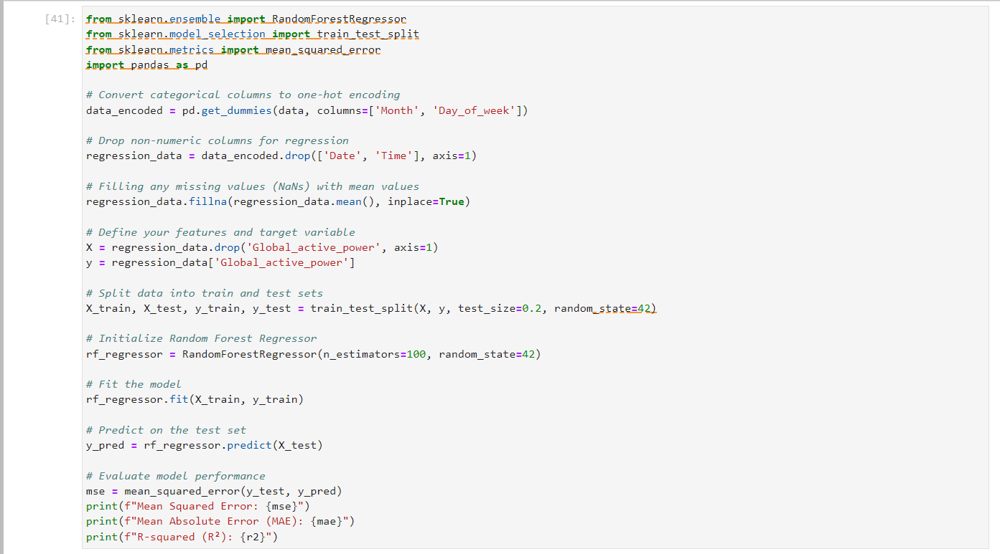 [41]: from sklearn.ensemble import RandomForestRegressor
from sklearn.model_selection import train_test_split
from sklearn.metrics import mean_squared_error
import pandas as pd
# Convert categorical columns to one-hot encoding
data_encoded = pd.get_dummies(data, columns=['Month', 'Day_of_week'])
# Drop non-numeric columns for regression
regression_data = data_encoded.drop(['Date', 'Time'], axis=1)
# Filling any missing values (NaNs) with mean values
regression_data.fillna(regression_data.mean(), inplace=True)
# Define your features and target variable
X = regression_data.drop('Global_active_power', axis=1)
y = regression_data['Global_active_power']
# Split data into train and test sets
X_train, X_test, y_train, y_test = train_test_split(X, y, test_size=0.2, random_state=42)
# Initialize Random Forest Regressor
rf_regressor = RandomForestRegressor(n_estimators=100, random_state=42)
# Fit the model
rf_regressor.fit(X_train, y_train)
# Predict on the test set
y_pred = rf_regressor.predict(X_test)
# Evaluate model performance
mse = mean_squared_error(y_test, y_pred)
print(f"Mean Squared Error: {mse}")
print(f"Mean Absolute Error (MAE): {mae}")
print(f"R-squared (R²): {r2}")